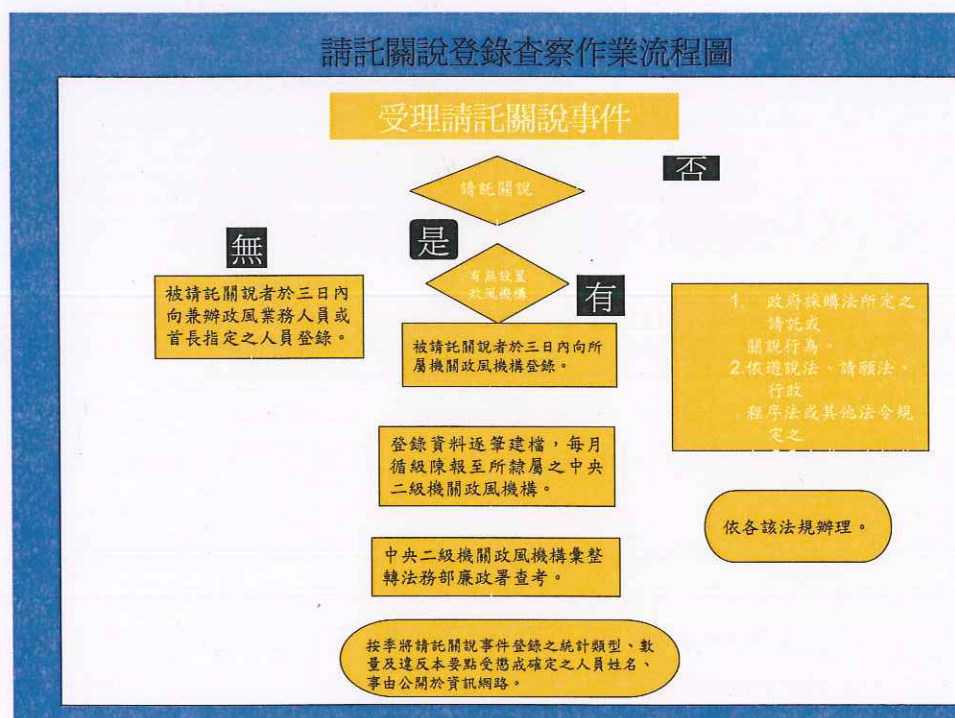 請託關說登錄查察作業流程圖
受理請託關說事件
請託關說
否
是
無
有無設置
政風機構
有
被請託關說者於三日內
向兼辦政風業務人員或
首長指定之人員登錄。
被請託關說者於三日內向所
屬機關政風機構登錄。
1. 政府採購法所定之
請託或
關說行為。
2.依遊說法、請願法、
行政
程序法或其他法令規
定之
登錄資料逐筆建檔，每月
循級陳報至所隸屬之中央
二級機關政風機構。
依各該法規辦理。
中央二級機關政風機構彙整
轉法務部廉政署查考。
按季將請託關說事件登錄之統計類型、數
量及違反本要點受懲戒確定之人員姓名、
事由公開於資訊網路。